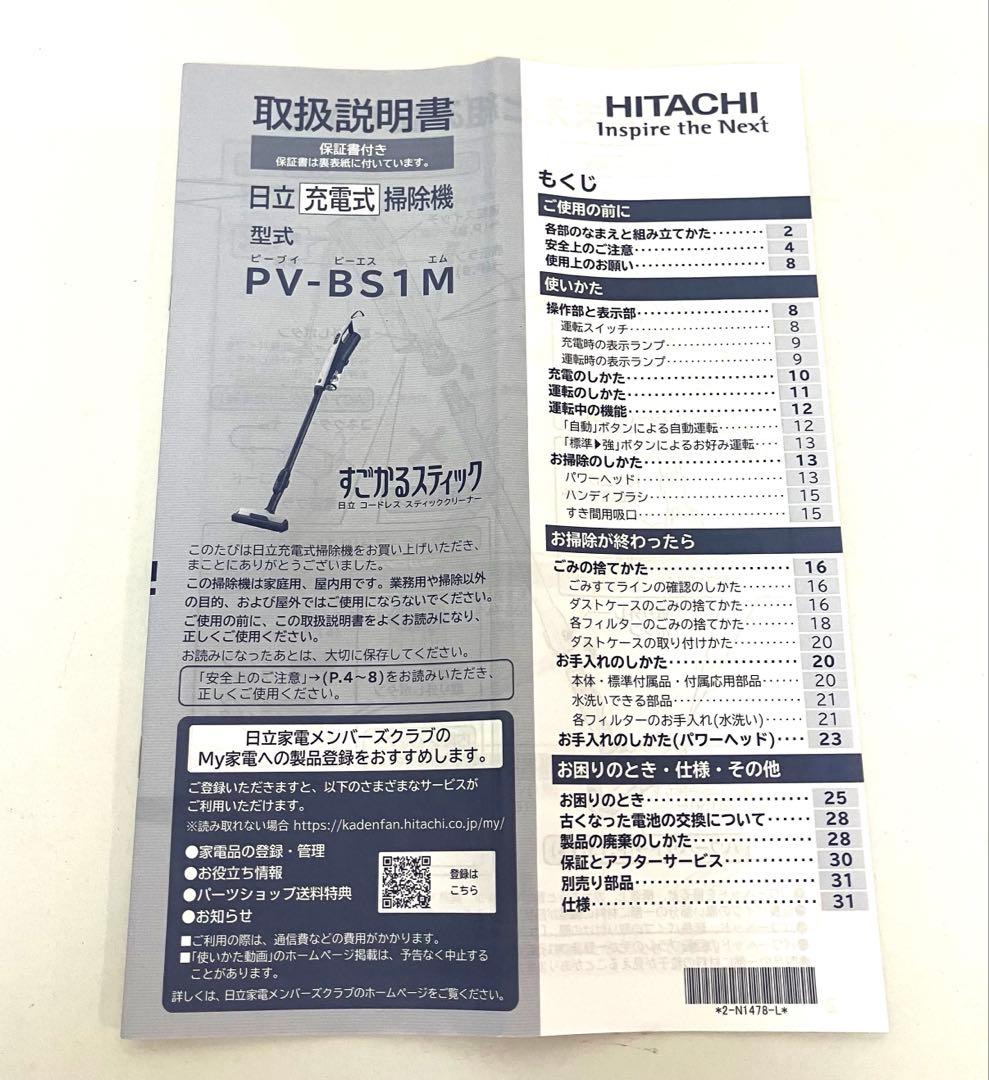 取扱説明書
保証書付き
保証書は裏表紙に付いています。
日立 充電式 掃除機
型式
ピーブイ ビーエス エム
PV-BS1M
すごかるスティック
日立 コードレス スティッククリーナー
このたびは日立充電式掃除機をお買い上げいただき、
まことにありがとうございました。
この掃除機は家庭用、屋内用です。業務用や掃除以外
の目的、および屋外ではご使用にならないでください。
ご使用の前に、この取扱説明書をよくお読みになり、
正しくご使用ください。
お読みになったあとは、大切に保存してください。
「安全上のご注意」→(P.4~8)をお読みいただき、
正しくご使用ください。
日立家電メンバーズクラブの
My家電への製品登録をおすすめします。
ご登録いただきますと、以下のさまざまなサービスが
ご利用いただけます。
※読み取れない場合 https://kadenfan.hitachi.co.jp/my/
●家電品の登録・管理
●お役立ち情報
●パーツショップ送料特典
●お知らせ
登録は
こちら
■ご利用の際は、通信費などの費用がかかります。
■「使いかた動画」のホームページ掲載は、予告なく中止する
ことがあります。
詳しくは、日立家電メンバーズクラブのホームページをご覧ください。
HITACHI
Inspire the Next
もくじ
ご使用の前に
各部のなまえと組み立てかた········ 2
安全上のご注意···················· 4
使用上のお願い···················· 8
使いかた
操作部と表示部···················· 8
運転スイッチ···················· 8
充電時の表示ランプ················ 9
運転時の表示ランプ················ 9
充電のしかた······················ 10
運転のしかた······················ 11
運転中の機能······················ 12
「自動」ボタンによる自動運転········ 12
「標準▶強」ボタンによるお好み運転···· 13
お掃除のしかた···················· 13
パワーヘッド···················· 13
ハンディブラシ·················· 15
すき間用吸口···················· 15
お掃除が終わったら
ごみの捨てかた···················· 16
ごみすてラインの確認のしかた········ 16
ダストケースのごみの捨てかた········ 16
各フィルターのごみの捨てかた········ 18
ダストケースの取り付けかた·········· 20
お手入れのしかた·················· 20
本体・標準付属品・付属応用部品······ 20
水洗いできる部品················ 21
各フィルターのお手入れ(水洗い)···· 21
お手入れのしかた(パワーヘッド)···· 23
お困りのとき・仕様・その他
お困りのとき······················ 25
古くなった電池の交換について······ 28
製品の廃棄のしかた················ 28
保証とアフターサービス············ 30
別売り部品························ 31
仕様······························ 31
*2-N1478-L*